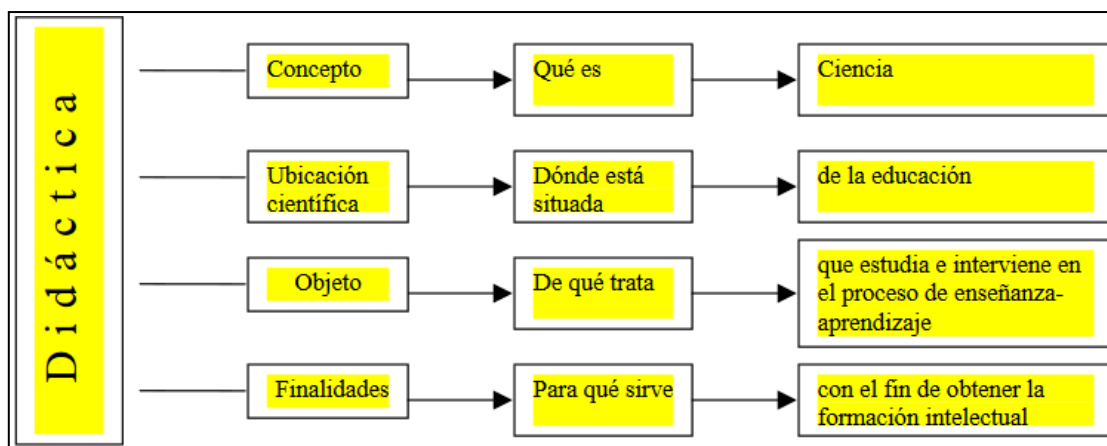 Didáctica
Concepto
Qué es
Ciencia
Ubicación
científica
Dónde está
situada
de la educación
Objeto
De qué trata
que estudia e interviene en
el proceso de enseñanza-
aprendizaje
Finalidades
Para qué sirve
con el fin de obtener la
formación intelectual